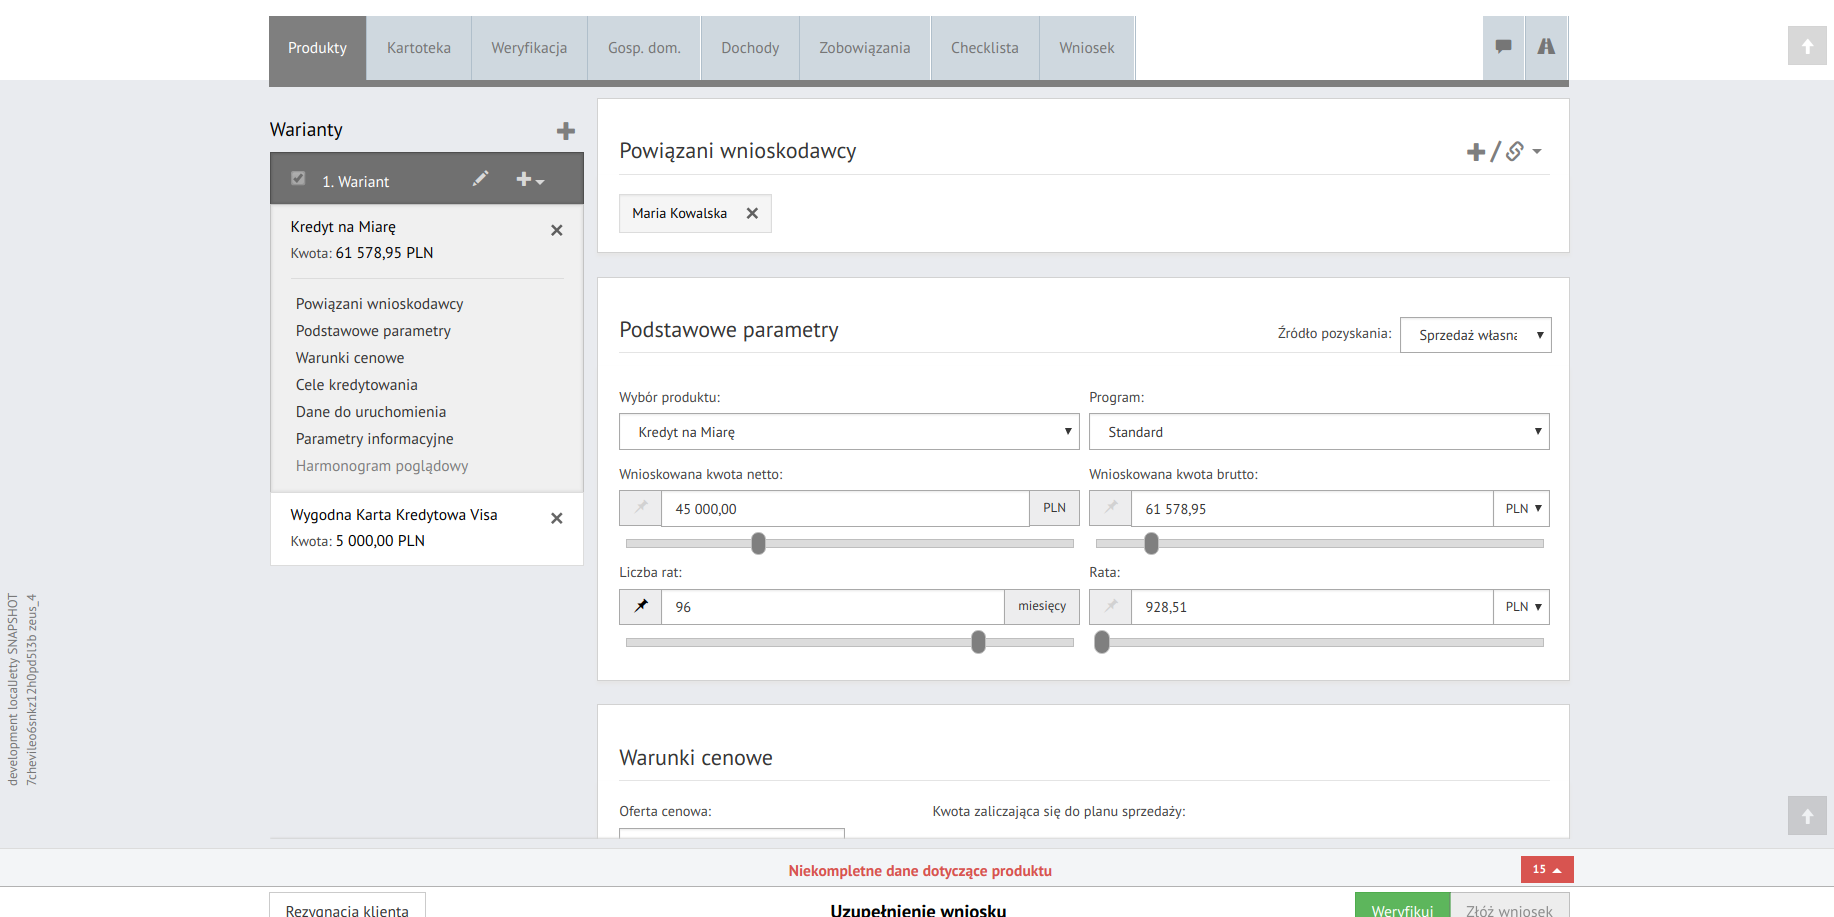 Produkty Kartoteka Weryfikacja Gosp. dom. Dochody Zobowiązania Checklista Wniosek
Warianty
1. Wariant
Kredyt na Miarę
Kwota: 61 578,95 PLN
Powiązani wnioskodawcy
Podstawowe parametry
Warunki cenowe
Cele kredytowania
Dane do uruchomienia
Parametry informacyjne
Harmonogram poglądowy
Wygodna Karta Kredytowa Visa
Kwota: 5 000,00 PLN
Powiązani wnioskodawcy
/
Maria Kowalska
Podstawowe parametry
Źródło pozyskania: Sprzedaż własna
Wybór produktu: Program:
Kredyt na Miarę Standard
Wnioskowana kwota netto: Wnioskowana kwota brutto:
45 000,00 PLN 61 578,95 PLN
Liczba rat: Rata:
96 miesięcy 928,51 PLN
Warunki cenowe
Oferta cenowa: Kwota zaliczająca się do planu sprzedaży:
development localJetty SNAPSHOT
7chevileo6snkz12h0pd5l3b zeus_4
Niekompletne dane dotyczące produktu 15
Rezygnacja klienta Uzupełnienie wniosku Weryfikuj Złóż wniosek